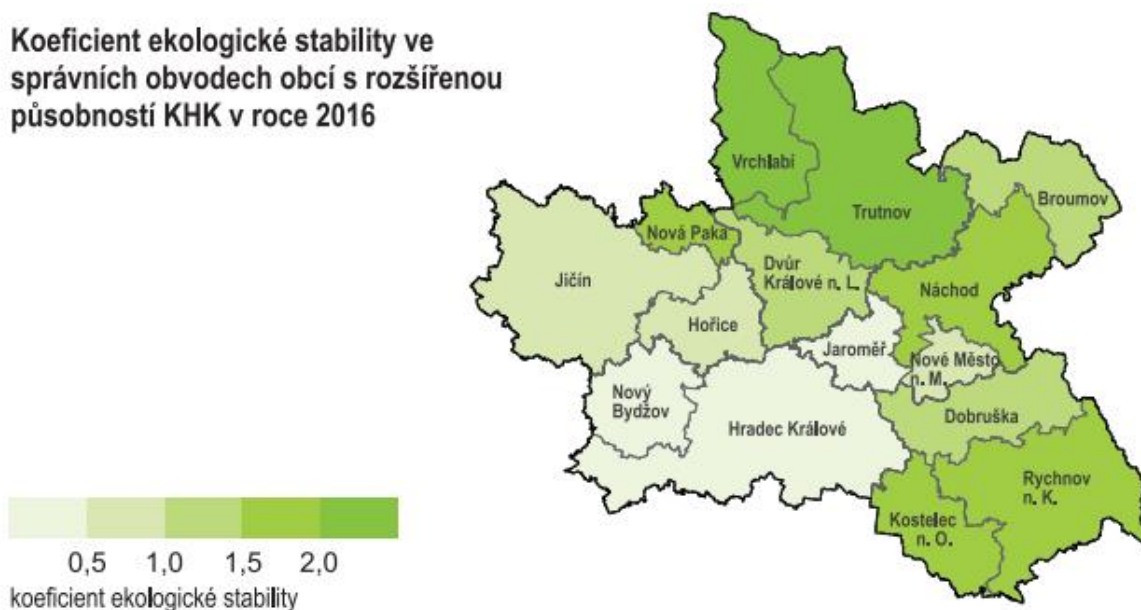 Koeficient ekologické stability ve
správních obvodech obcí s rozšířenou
působností KHK v roce 2016
Vrchlabí
Trutnov
Broumov
Nová Paka
Jičín
Dvůr
Králové n. L.
Náchod
Hořice
Jaroměř
Nové Město
n. M.
Nový
Bydžov
Hradec Králové
Dobruška
Rychnov
n. K.
Kostelec
n. O.
0,5 1,0 1,5 2,0
koeficient ekologické stability